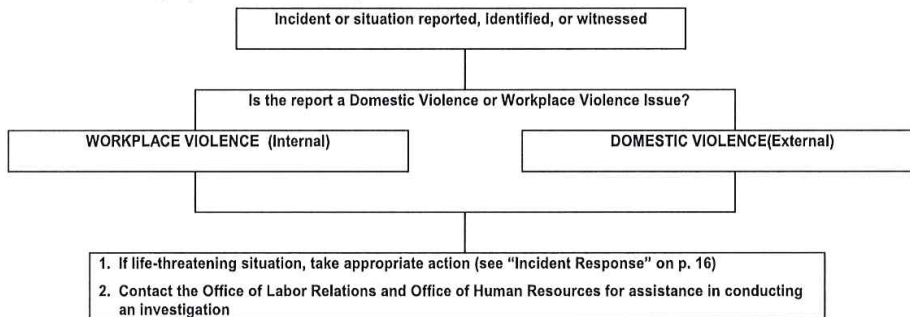 Incident or situation reported, identified, or witnessed
Is the report a Domestic Violence or Workplace Violence Issue?
WORKPLACE VIOLENCE (Internal)
DOMESTIC VIOLENCE(External)
1. If life-threatening situation, take appropriate action (see “Incident Response” on p. 16)
2. Contact the Office of Labor Relations and Office of Human Resources for assistance in conducting
an investigation